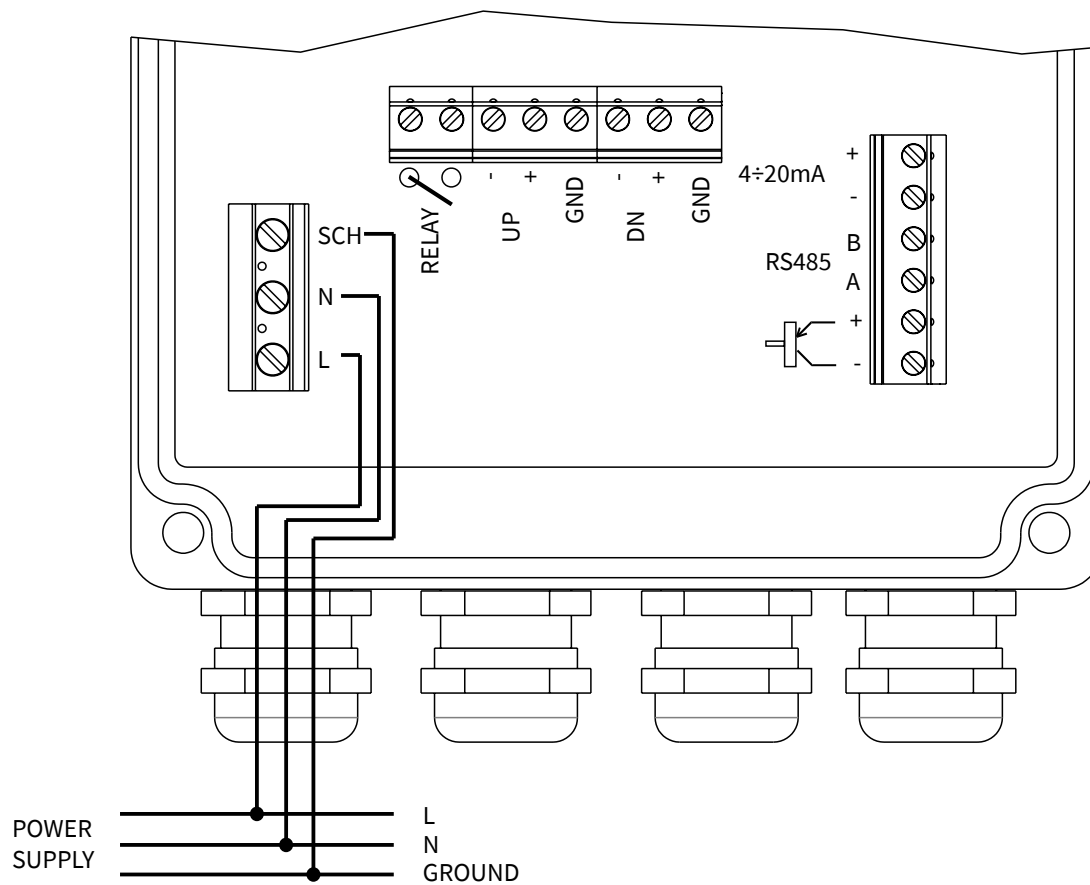 - + GND - + GND
4÷20mA
+
-
RELAY
UP
DN
SCH
B
RS485
A
N
+
L
-
POWER
SUPPLY
L
N
GROUND